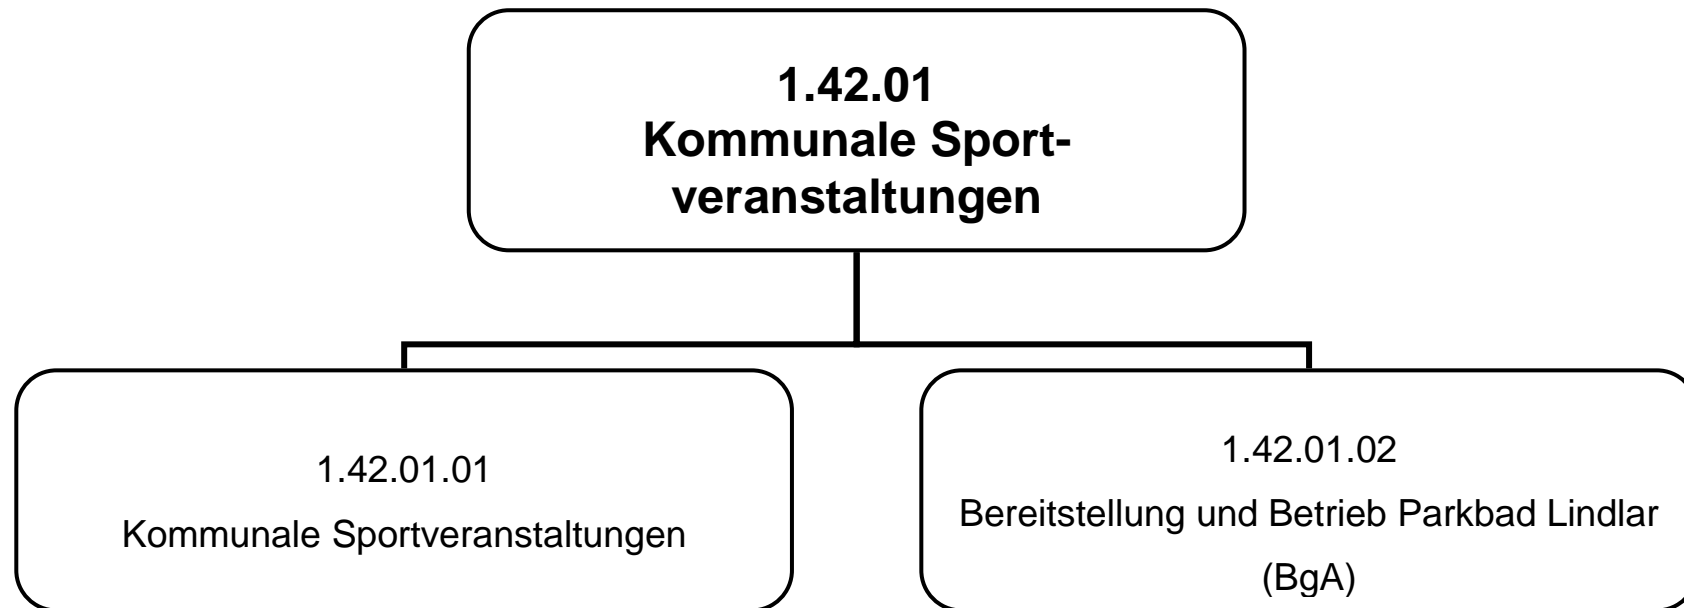 1.42.01
Kommunale Sport-
veranstaltungen
1.42.01.01
Kommunale Sportveranstaltungen
1.42.01.02
Bereitstellung und Betrieb Parkbad Lindlar
(BgA)